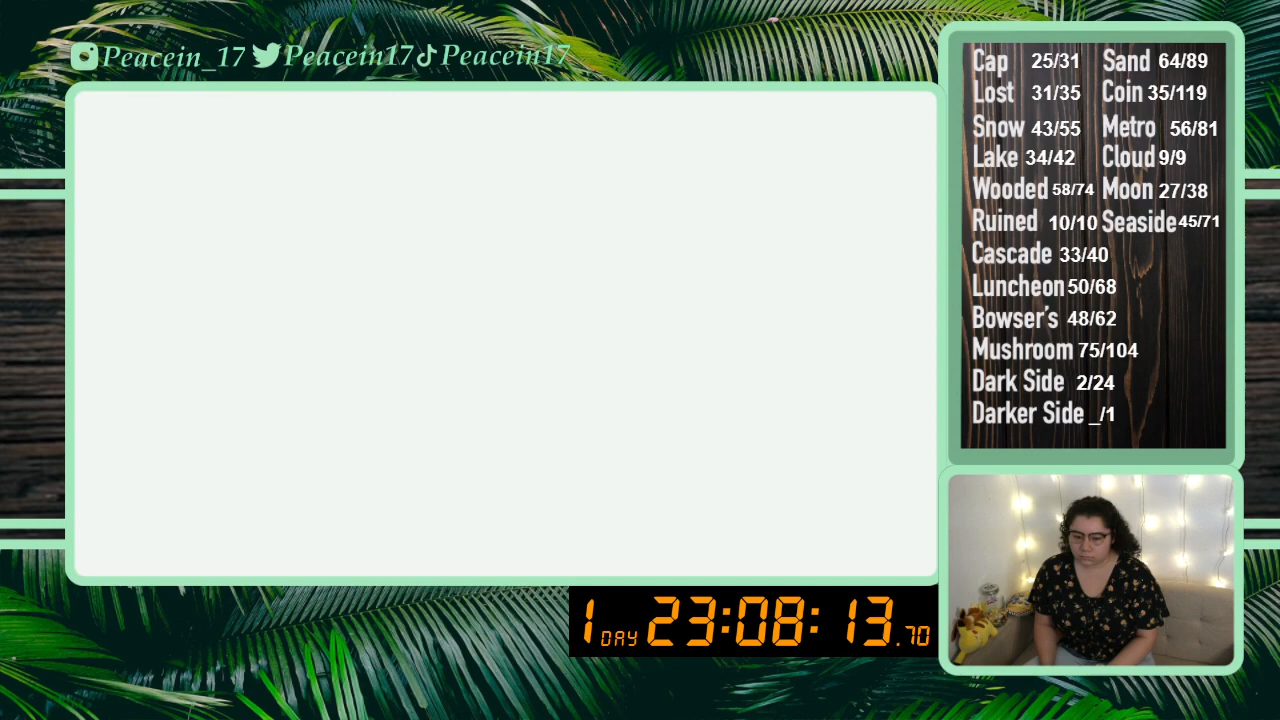 Peacein_17 Peacein17 Peacein17
Cap 25/31 Sand 64/89
Lost 31/35 Coin 35/119
Snow 43/55 Metro 56/81
Lake 34/42 Cloud 9/9
Wooded 58/74 Moon 27/38
Ruined 10/10 Seaside 45/71
Cascade 33/40
Luncheon 50/68
Bowser's 48/62
Mushroom 75/104
Dark Side 2/24
Darker Side _/1
1 DAY 23:08:13.70